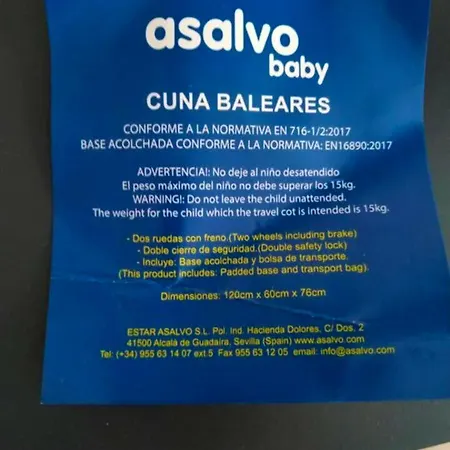 asalvo
baby
CUNA BALEARES
CONFORME A LA NORMATIVA EN 716-1/2:2017
BASE ACOLCHADA CONFORME A LA NORMATIVA: EN16890:2017
ADVERTENCIA!: No deje al niño desatendido
El peso máximo del niño no debe superar los 15kg.
WARNING!: Do not leave the child unattended.
The weight for the child which the travel cot is intended is 15kg.
- Dos ruedas con freno.(Two wheels including brake)
- Doble cierre de seguridad.(Double safety lock)
- Incluye: Base acolchada y bolsa de transporte.
(This product includes: Padded base and transport bag).
Dimensiones: 120cm x 60cm x 76cm
ESTAR ASALVO S.L. Pol. Ind. Hacienda Dolores, C/ Dos, 2
41500 Alcalá de Guadaíra, Sevilla (Spain) www.asalvo.com
Tel: (+34) 955 63 14 07 ext.5 Fax 955 63 12 05 email: info@asalvo.com